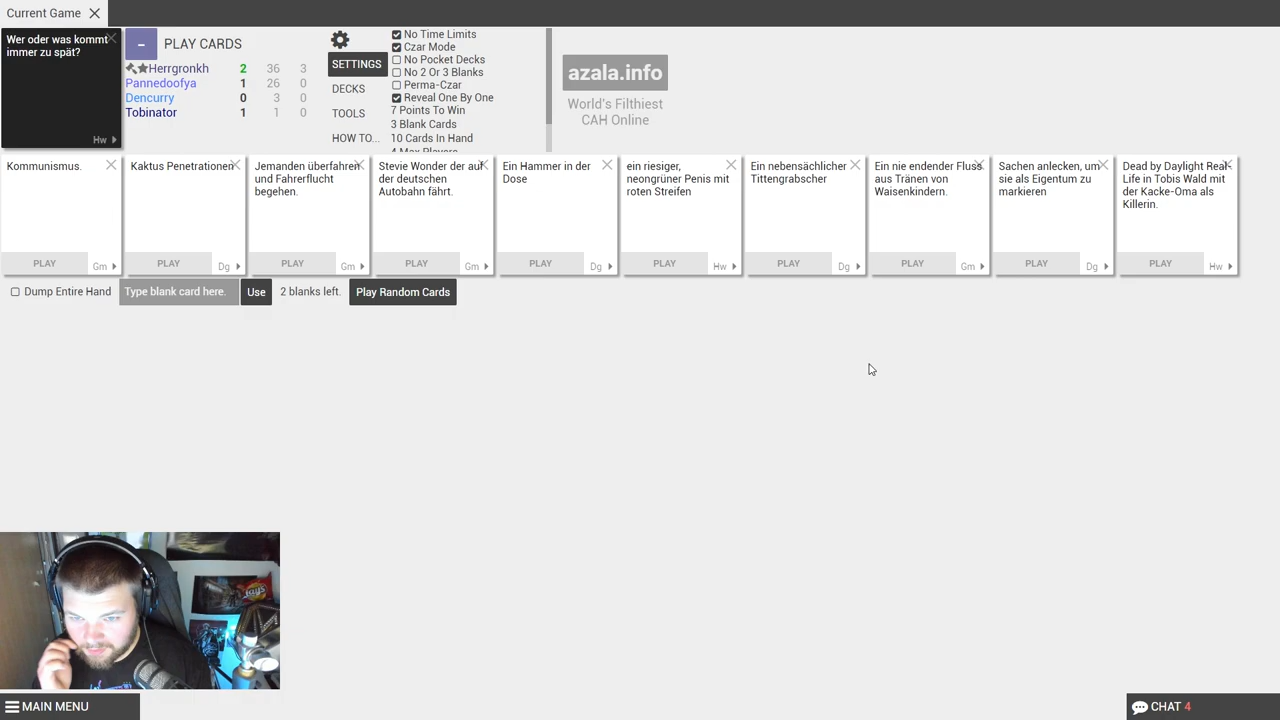 Current Game
Wer oder was kommt
immer zu spät?
Hw
PLAY CARDS
Herrgronkh 2 36 3
Pannedoofya 1 26 0
Dencurry 0 3 0
Tobinator 1 1 0
SETTINGS
DECKS
TOOLS
HOW TO...
No Time Limits
Czar Mode
No Pocket Decks
No 2 Or 3 Blanks
Perma-Czar
Reveal One By One
7 Points To Win
3 Blank Cards
10 Cards In Hand
4 Max Players
azala.info
World's Filthiest
CAH Online
Kommunismus.
PLAY
Gm
Kaktus Penetrationen
PLAY
Dg
Jemanden überfahren
und Fahrerflucht
begehen.
PLAY
Gm
Stevie Wonder der auf
der deutschen
Autobahn fährt.
PLAY
Gm
Ein Hammer in der
Dose
PLAY
Dg
ein riesiger,
neongrüner Penis mit
roten Streifen
PLAY
Hw
Ein nebensächlicher
Tittengrabscher
PLAY
Dg
Ein nie endender Fluss
aus Tränen von
Waisenkindern.
PLAY
Gm
Sachen anlecken, um
sie als Eigentum zu
markieren
PLAY
Dg
Dead by Daylight Real
Life in Tobis Wald mit
der Kacke-Oma als
Killerin.
PLAY
Hw
Dump Entire Hand
Type blank card here.
Use
2 blanks left.
Play Random Cards
MAIN MENU
CHAT 4